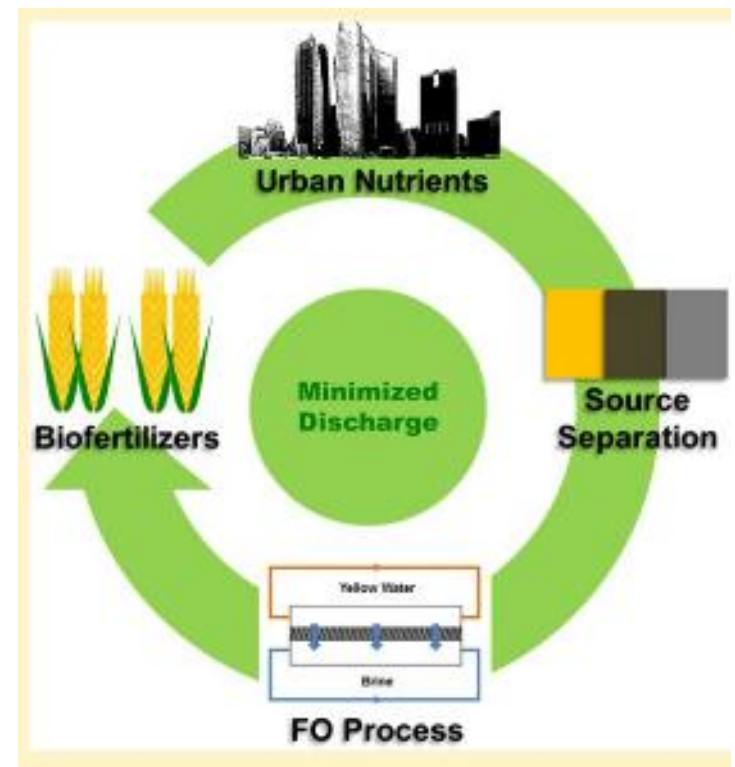 Urban Nutrients
Source
Separation
Minimized
Discharge
Biofertilizers
Yellow Water
Brine
FO Process